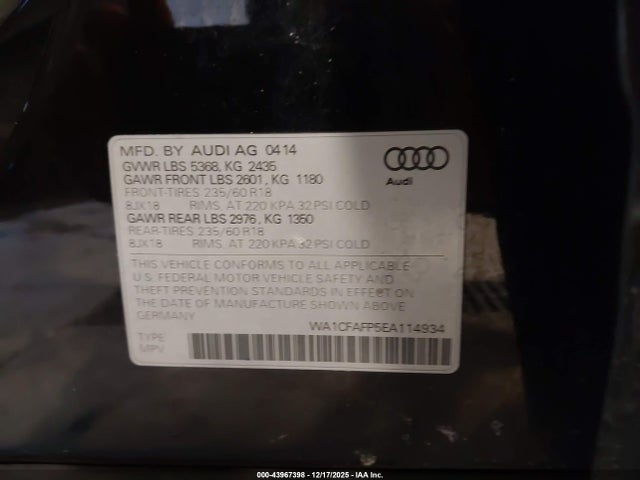 MFD. BY AUDI AG 0414
GVWR LBS 5368, KG 2435
GAWR FRONT LBS 2601, KG 1180
FRONT-TIRES 235/60 R18
8JX18 RIMS, AT 220 KPA 32 PSI COLD
GAWR REAR LBS 2976, KG 1350
REAR-TIRES 235/60 R18
8JX18 RIMS, AT 220 KPA 32 PSI COLD
Audi
THIS VEHICLE CONFORMS TO ALL APPLICABLE
U.S. FEDERAL MOTOR VEHICLE SAFETY AND
THEFT PREVENTION STANDARDS IN EFFECT ON
THE DATE OF MANUFACTURE SHOWN ABOVE
GERMANY
WA1CFAFP5EA114934
TYPE
MPV
000-43967398 - 12/17/2025 - IAA Inc.